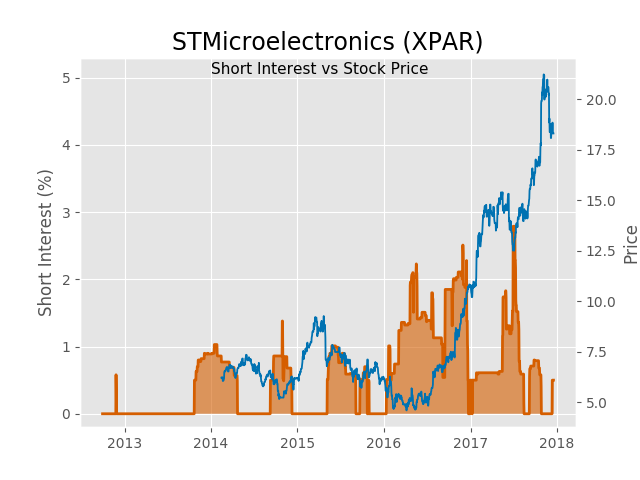 STMicroelectronics (XPAR)
Short Interest vs Stock Price
Short Interest (%)
5
4
3
2
1
0
20.0
17.5
15.0
12.5
10.0
7.5
5.0
Price
2013 2014 2015 2016 2017 2018